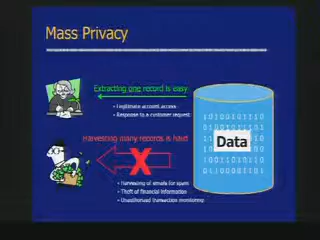 Mass Privacy
Extracting one record is easy
• Legitimate account access
• Response to a customer request
Harvesting many records is hard
X
• Harvesting of emails for spam
• Theft of financial information
• Unauthorized transaction monitoring
10100101110
Data